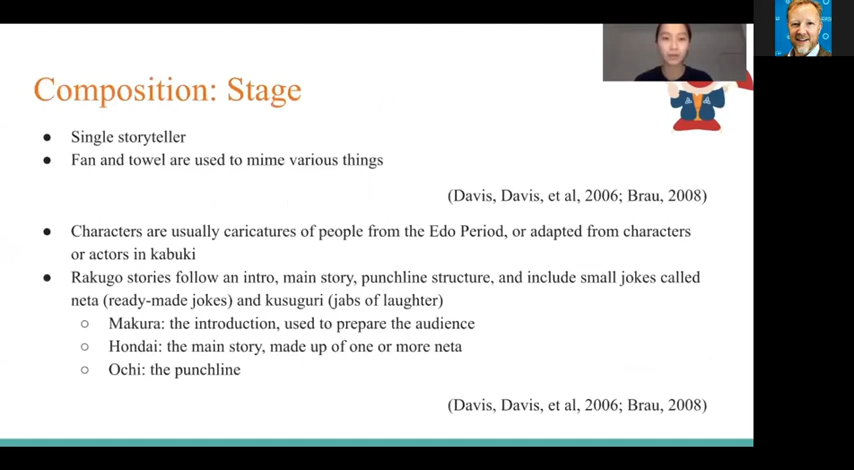 Composition: Stage
● Single storyteller
● Fan and towel are used to mime various things
(Davis, Davis, et al, 2006; Brau, 2008)
● Characters are usually caricatures of people from the Edo Period, or adapted from characters
or actors in kabuki
● Rakugo stories follow an intro, main story, punchline structure, and include small jokes called
neta (ready-made jokes) and kusuguri (jabs of laughter)
○ Makura: the introduction, used to prepare the audience
○ Hondai: the main story, made up of one or more neta
○ Ochi: the punchline
(Davis, Davis, et al, 2006; Brau, 2008)